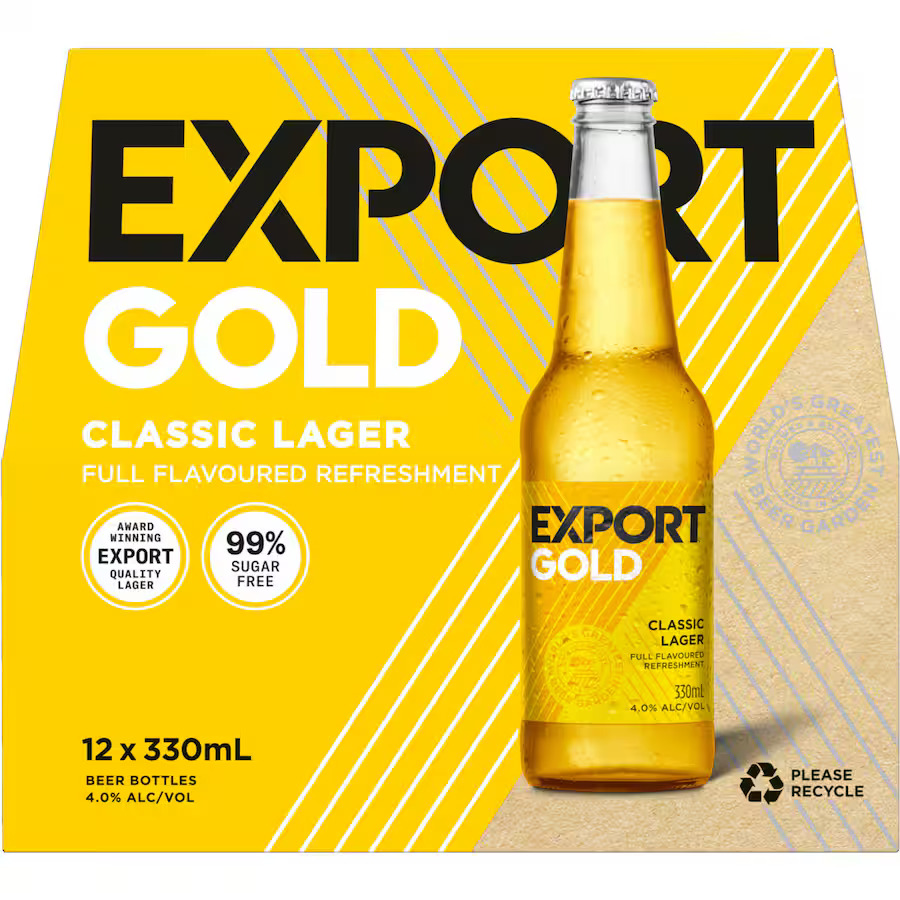 EXPORT
GOLD
CLASSIC LAGER
FULL FLAVOURED REFRESHMENT
AWARD
WINNING
EXPORT
QUALITY
LAGER
99%
SUGAR
FREE
12 x 330mL
BEER BOTTLES
4.0% ALC/VOL
EXPORT
GOLD
CLASSIC
LAGER
FULL FLAVOURED
REFRESHMENT
330mL
4.0% ALC/VOL
WORLD'S GREATEST
BEER GARDEN
PLEASE
RECYCLE